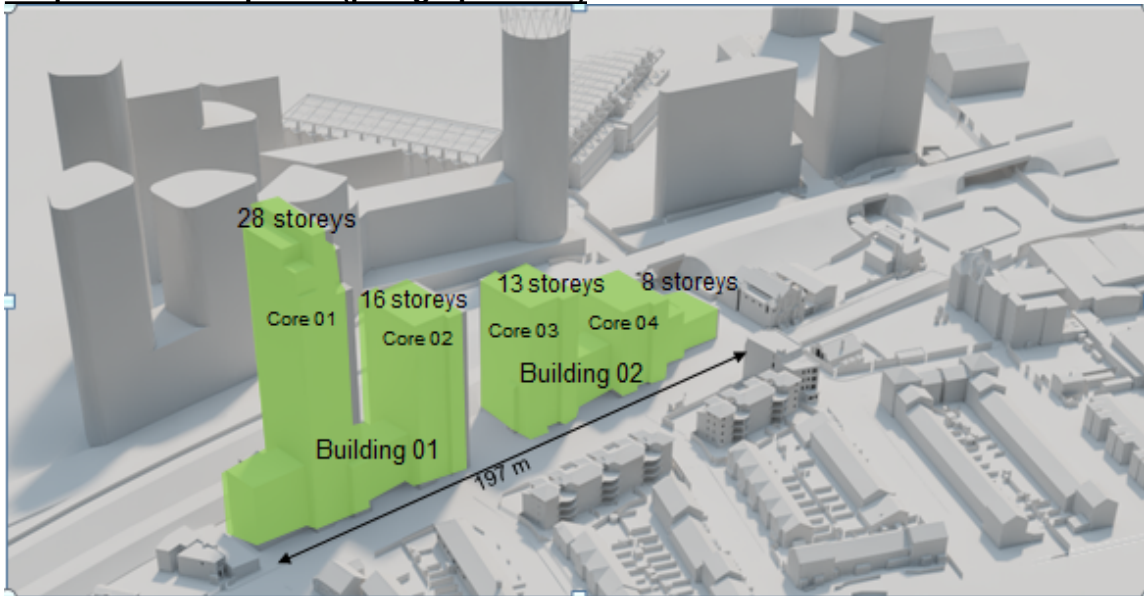 28 storeys
16 storeys
13 storeys
8 storeys
Core 01
Core 02
Core 03
Core 04
Building 02
Building 01
197 m